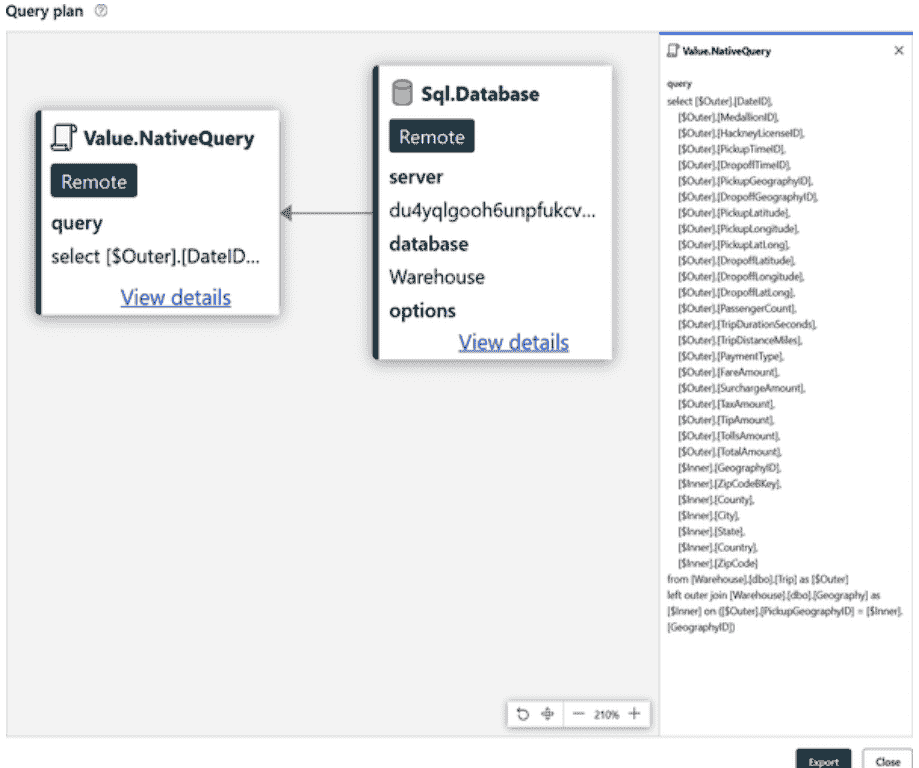 Query plan
Value.NativeQuery
Remote
query
select [$Outer].[DateID...
View details
Sql.Database
Remote
server
du4yqlgooh6unpfukcv...
database
Warehouse
options
View details
210%
Value.NativeQuery
query
select [$Outer].[DateID],
[$Outer].[MedallionID],
[$Outer].[HackneyLicenseID],
[$Outer].[PickupTimeID],
[$Outer].[DropoffTimeID],
[$Outer].[PickupGeographyID],
[$Outer].[DropoffGeographyID],
[$Outer].[PickupLatitude],
[$Outer].[PickupLongitude],
[$Outer].[PickupLatLong],
[$Outer].[DropoffLatitude],
[$Outer].[DropoffLongitude],
[$Outer].[DropoffLatLong],
[$Outer].[PassengerCount],
[$Outer].[TripDurationSeconds],
[$Outer].[TripDistanceMiles],
[$Outer].[PaymentType],
[$Outer].[FareAmount],
[$Outer].[SurchargeAmount],
[$Outer].[TaxAmount],
[$Outer].[TipAmount],
[$Outer].[TollsAmount],
[$Outer].[TotalAmount],
[$Inner].[GeographyID],
[$Inner].[ZipCodeBKey],
[$Inner].[County],
[$Inner].[City],
[$Inner].[State],
[$Inner].[Country],
[$Inner].[ZipCode]
from [Warehouse].[dbo].[Trip] as [$Outer]
left outer join [Warehouse].[dbo].[Geography] as
[$Inner] on ([$Outer].[PickupGeographyID] = [$Inner].
[GeographyID])
Export
Close